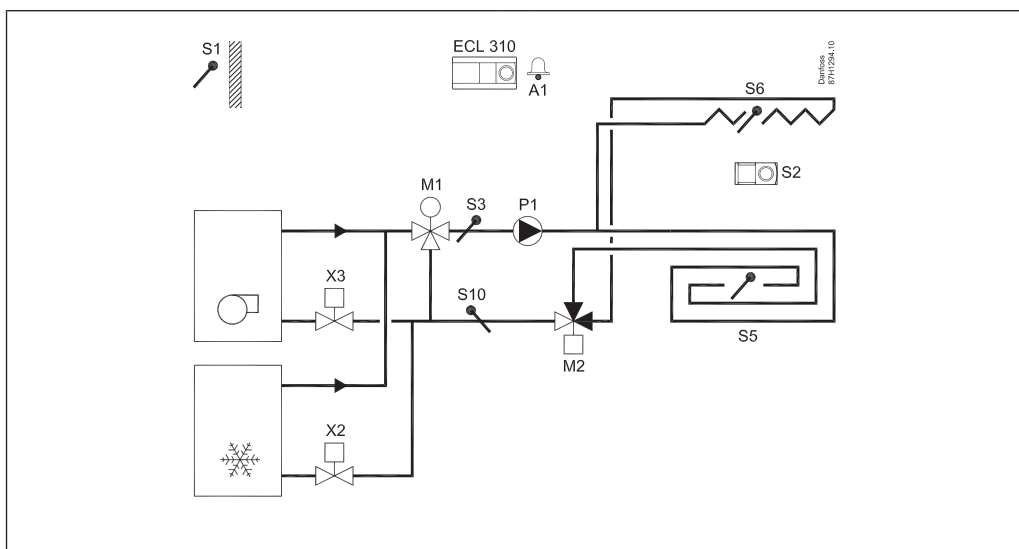 S1
ECL 310
A1
Danfoss
87H1294.10
S6
S2
M1
S3
P1
X3
S10
S5
M2
X2